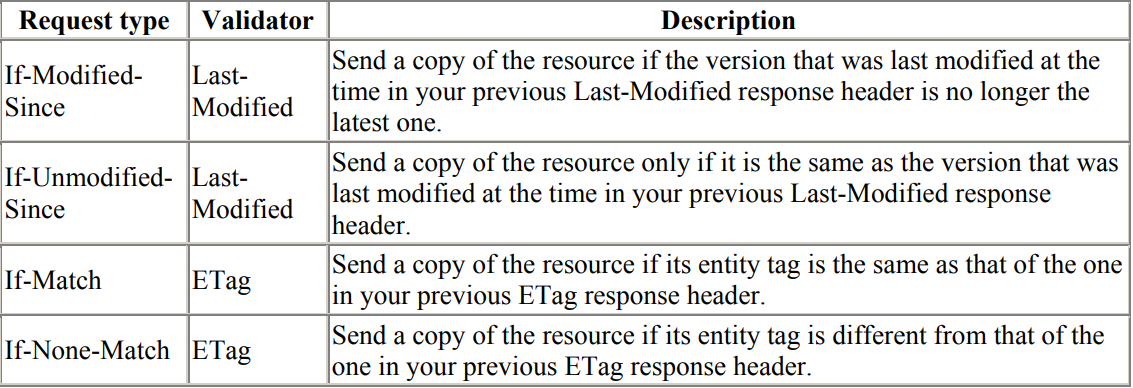 Request type Validator Description
If-Modified-
Since
Last-
Modified
Send a copy of the resource if the version that was last modified at the
time in your previous Last-Modified response header is no longer the
latest one.
If-Unmodified-
Since
Last-
Modified
Send a copy of the resource only if it is the same as the version that was
last modified at the time in your previous Last-Modified response
header.
If-Match
ETag
Send a copy of the resource if its entity tag is the same as that of the one
in your previous ETag response header.
If-None-Match
ETag
Send a copy of the resource if its entity tag is different from that of the
one in your previous ETag response header.